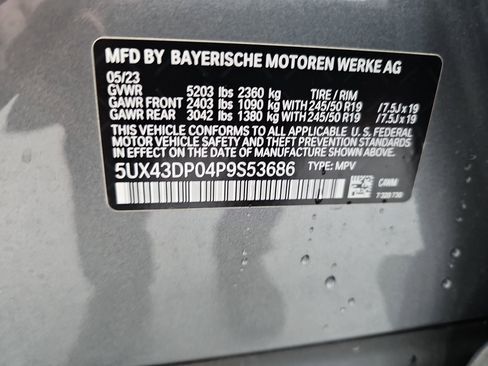 MFD BY BAYERISCHE MOTOREN WERKE AG
05/23
GVWR 5203 lbs 2360 kg TIRE / RIM
GAWR FRONT 2403 lbs 1090 kg WITH 245/50 R19 /7.5J x 19
GAWR REAR 3042 lbs 1380 kg WITH 245/50 R19 /7.5J x 19
THIS VEHICLE CONFORMS TO ALL APPLICABLE U. S. FEDERAL
MOTOR VEHICLE SAFETY AND THEFT PREVENTION STANDARDS
IN EFFECT ON THE DATE OF MANUFACTURE SHOWN ABOVE.
5UX43DP04P9S53686 TYPE: MPV
C4WM